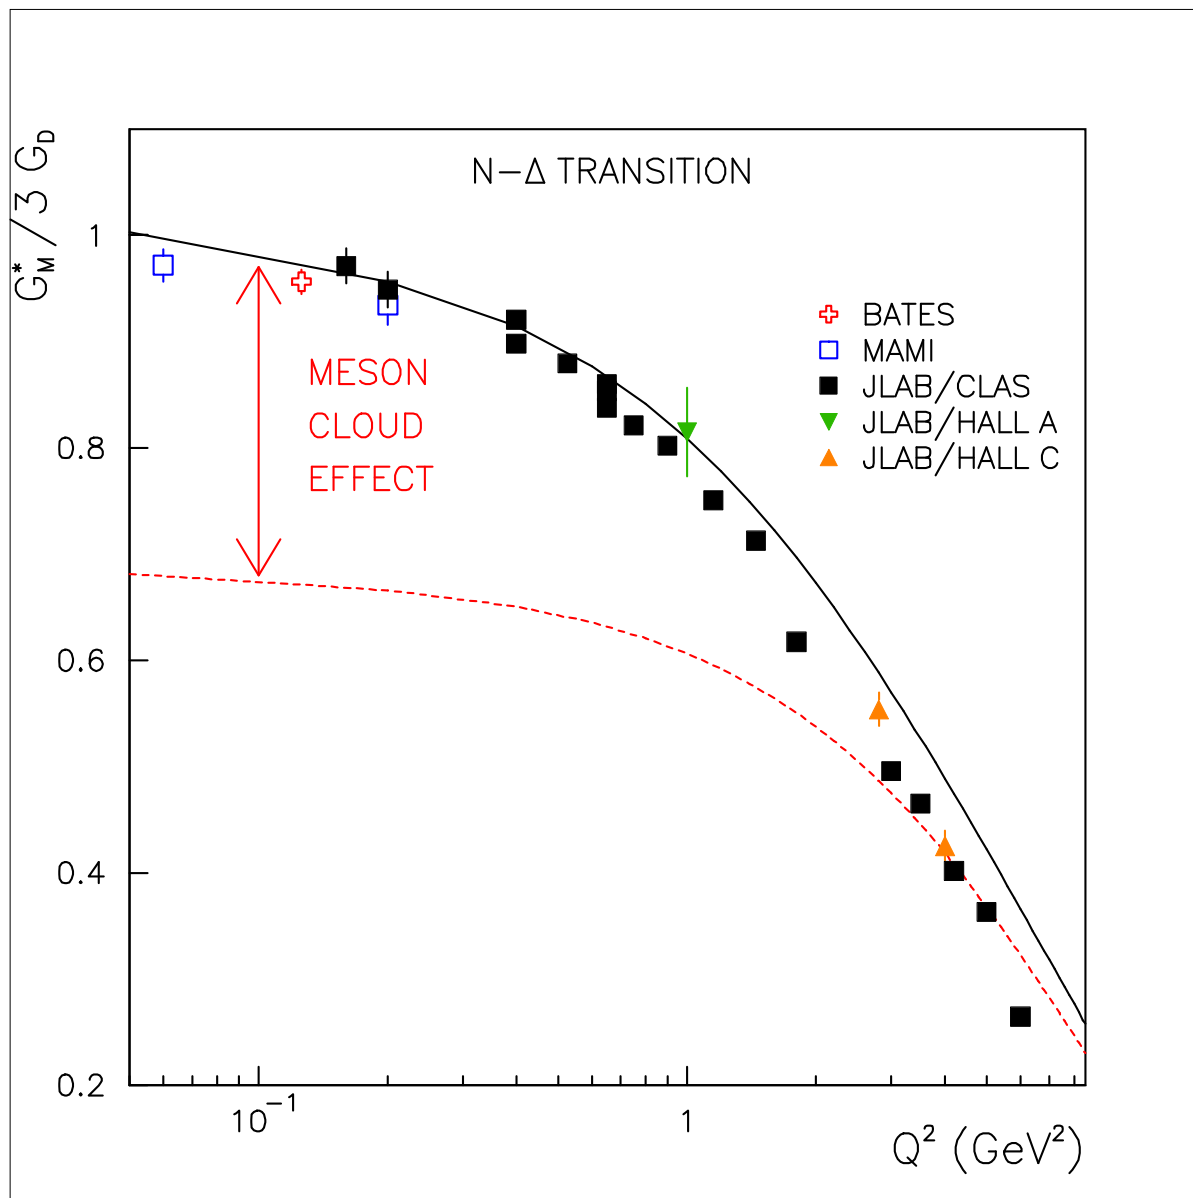 N−Δ TRANSITION
G*M / 3 GD
1
0.8
0.6
0.4
0.2
BATES
MAMI
JLAB/CLAS
JLAB/HALL A
JLAB/HALL C
MESON
CLOUD
EFFECT
10⁻¹
1
Q² (GeV²)